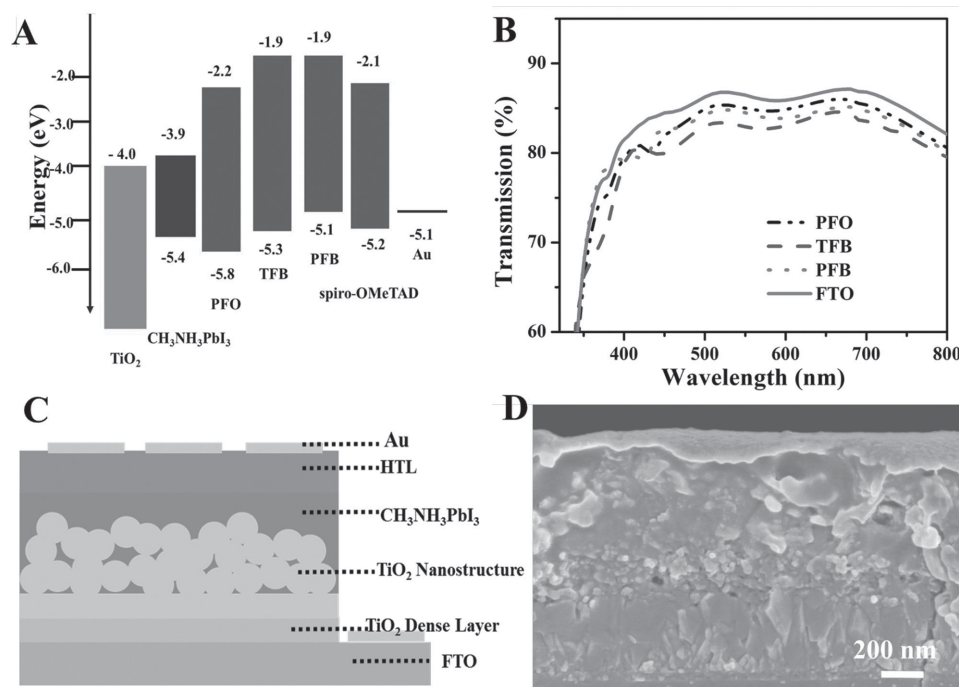 A
Energy (eV)
-2.0
-3.0
-4.0
-5.0
-6.0
- 4.0
TiO₂
-3.9
-5.4
CH₃NH₃PbI₃
-2.2
-5.8
PFO
-1.9
-5.3
TFB
-1.9
-5.1
PFB
-2.1
-5.2
spiro-OMeTAD
-5.1
Au
B
Transmission (%)
90
80
70
60
PFO
TFB
PFB
FTO
400 500 600 700 800
Wavelength (nm)
C
Au
HTL
CH₃NH₃PbI₃
TiO₂ Nanostructure
TiO₂ Dense Layer
FTO
D
200 nm